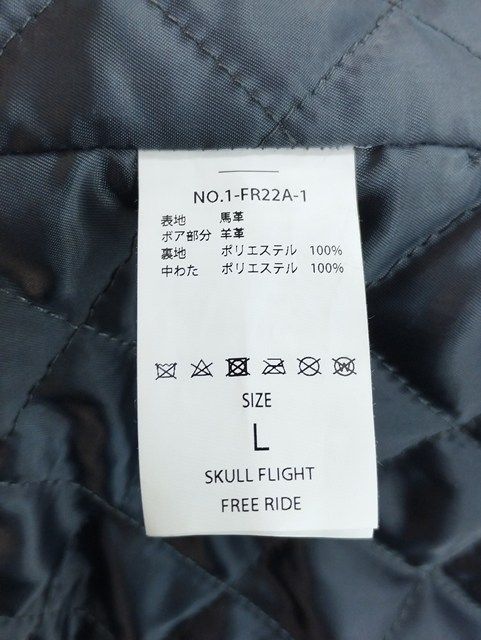 NO.1-FR22A-1
表地 馬革
ボア部分 羊革
裏地 ポリエステル 100%
中わた ポリエステル 100%
SIZE
L
SKULL FLIGHT
FREE RIDE